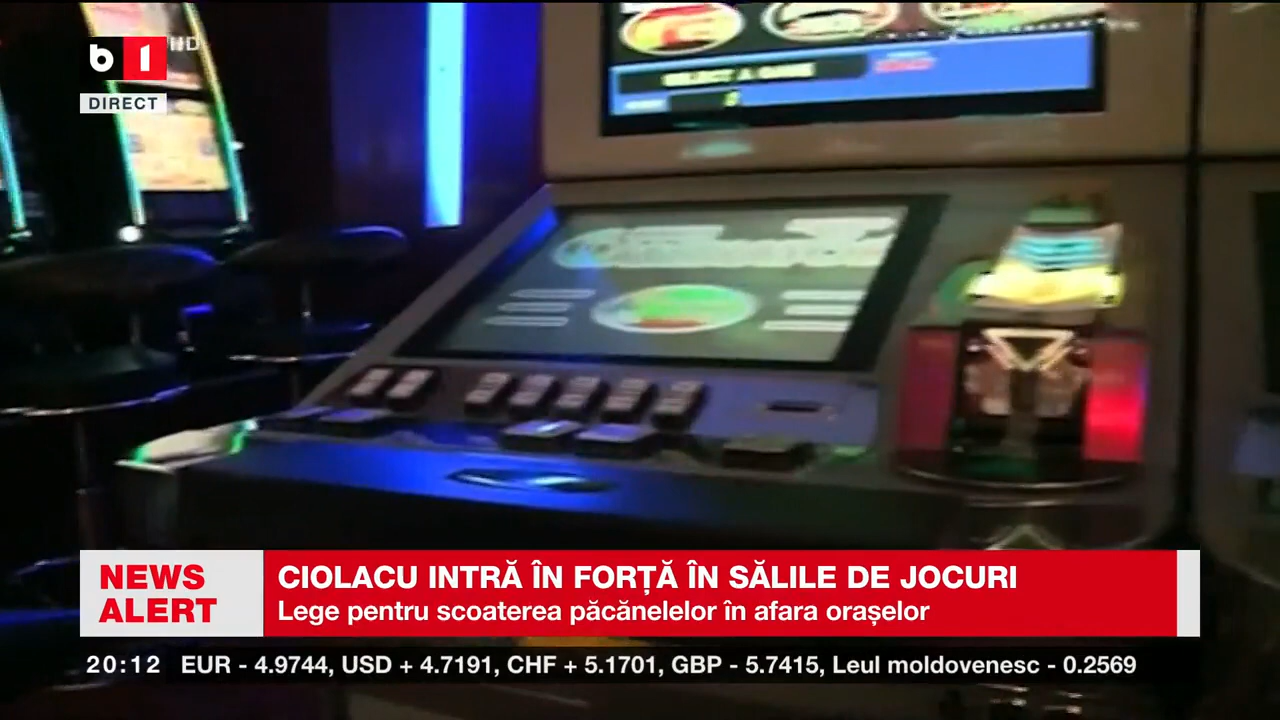 b 1 HD
DIRECT
SELECT A GAME
NEWS ALERT
CIOLACU INTRĂ ÎN FORȚĂ ÎN SĂLILE DE JOCURI
Lege pentru scoaterea păcănelelor în afara orașelor
20:12 EUR - 4.9744, USD + 4.7191, CHF + 5.1701, GBP - 5.7415, Leul moldovenesc - 0.2569